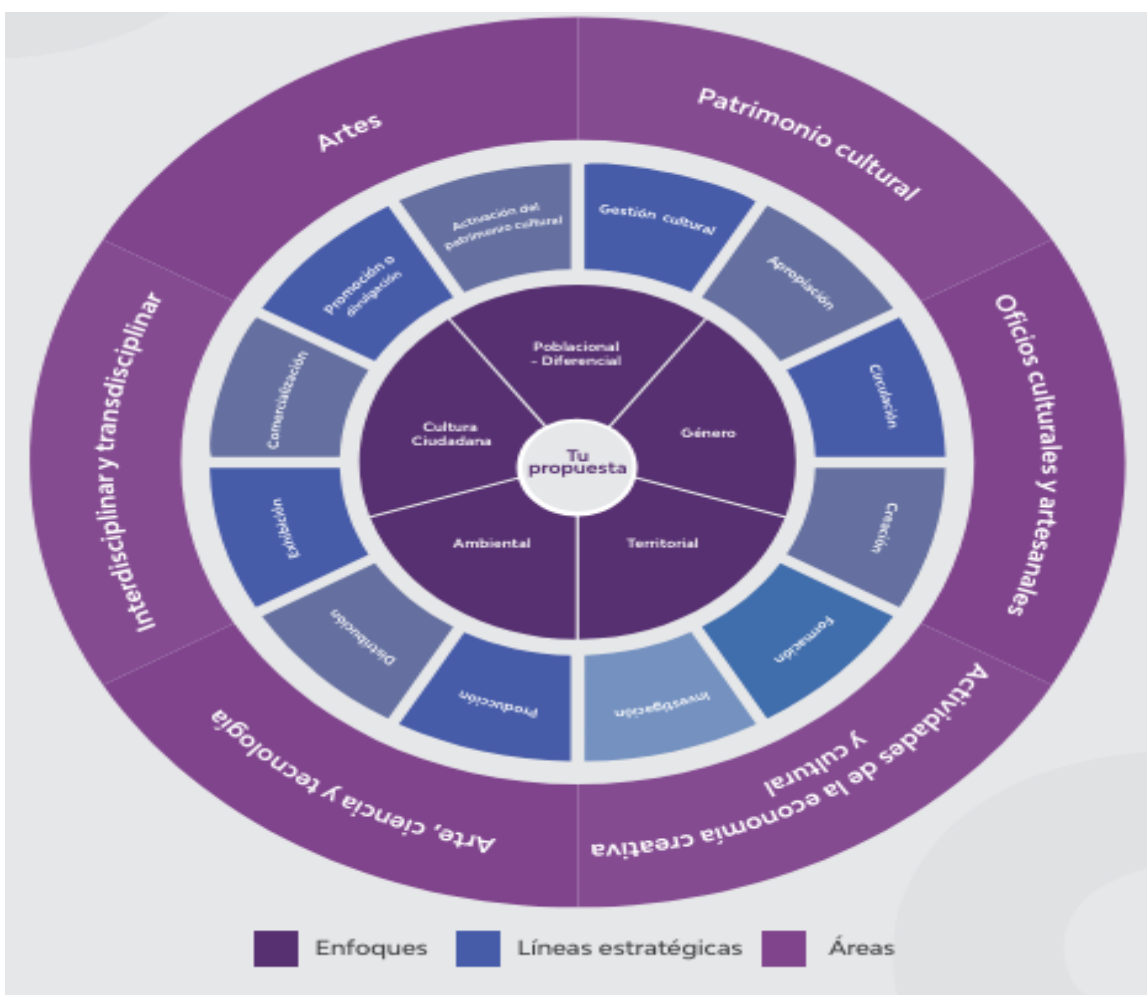 Artes
Patrimonio cultural
Oficios culturales y artesanales
Actividades de la economía creativa
y cultural
Arte, ciencia y tecnología
Interdisciplinar y transdisciplinar
Activación del
patrimonio cultural
Gestión cultural
Apropiación
Circulación
Creación
Formación
Investigación
Producción
Distribución
Exhibición
Comercialización
Promoción o
divulgación
Poblacional
- Diferencial
Género
Territorial
Ambiental
Cultura
Ciudadana
Tu
propuesta
Enfoques
Líneas estratégicas
Áreas